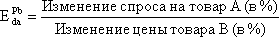 E Pb da = Изменение спроса на товар А (в %)
Изменение цены товара В (в %)